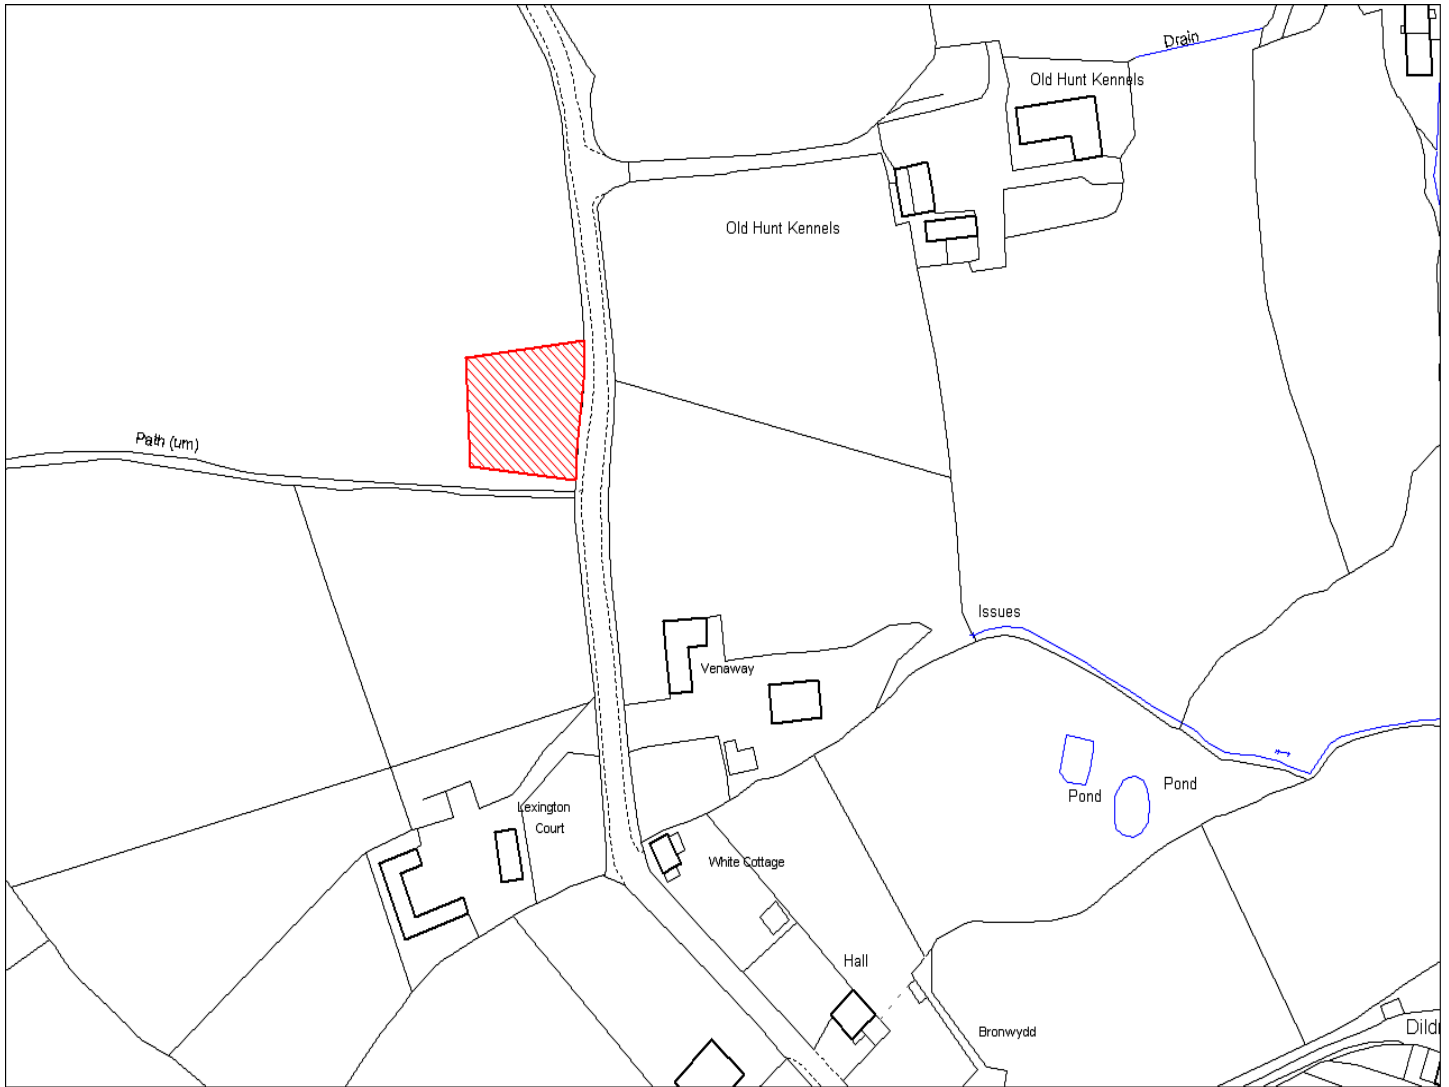 Drain
Old Hunt Kennels
Old Hunt Kennels
Path (um)
Issues
Venaway
Pond
Pond
Lexington
Court
White Cottage
Hall
Bronwydd
Dildr